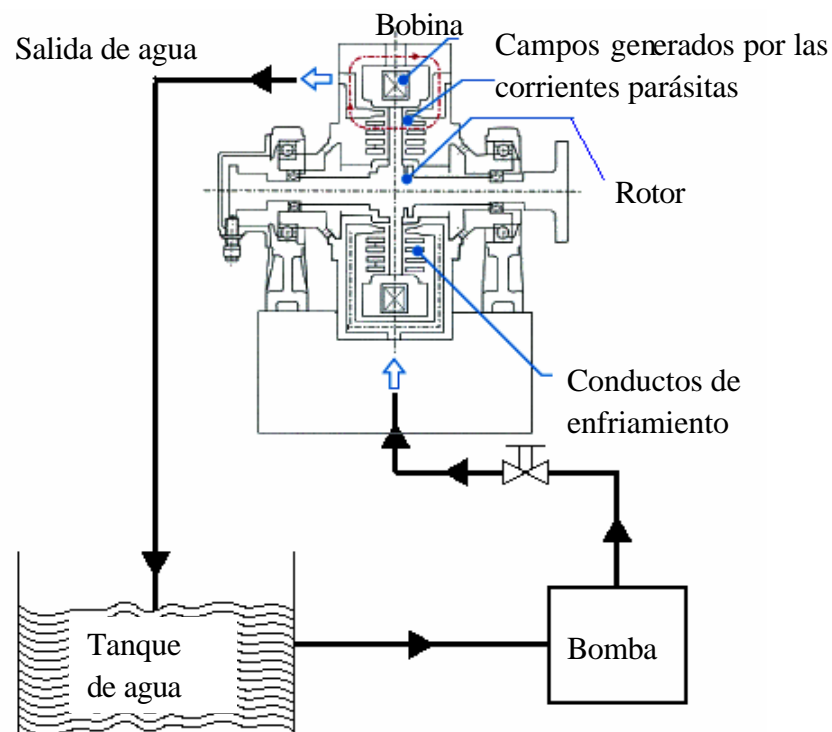 Bobina
Salida de agua
Campos generados por las
corrientes parásitas
Rotor
Conductos de
enfriamiento
Tanque
de agua
Bomba